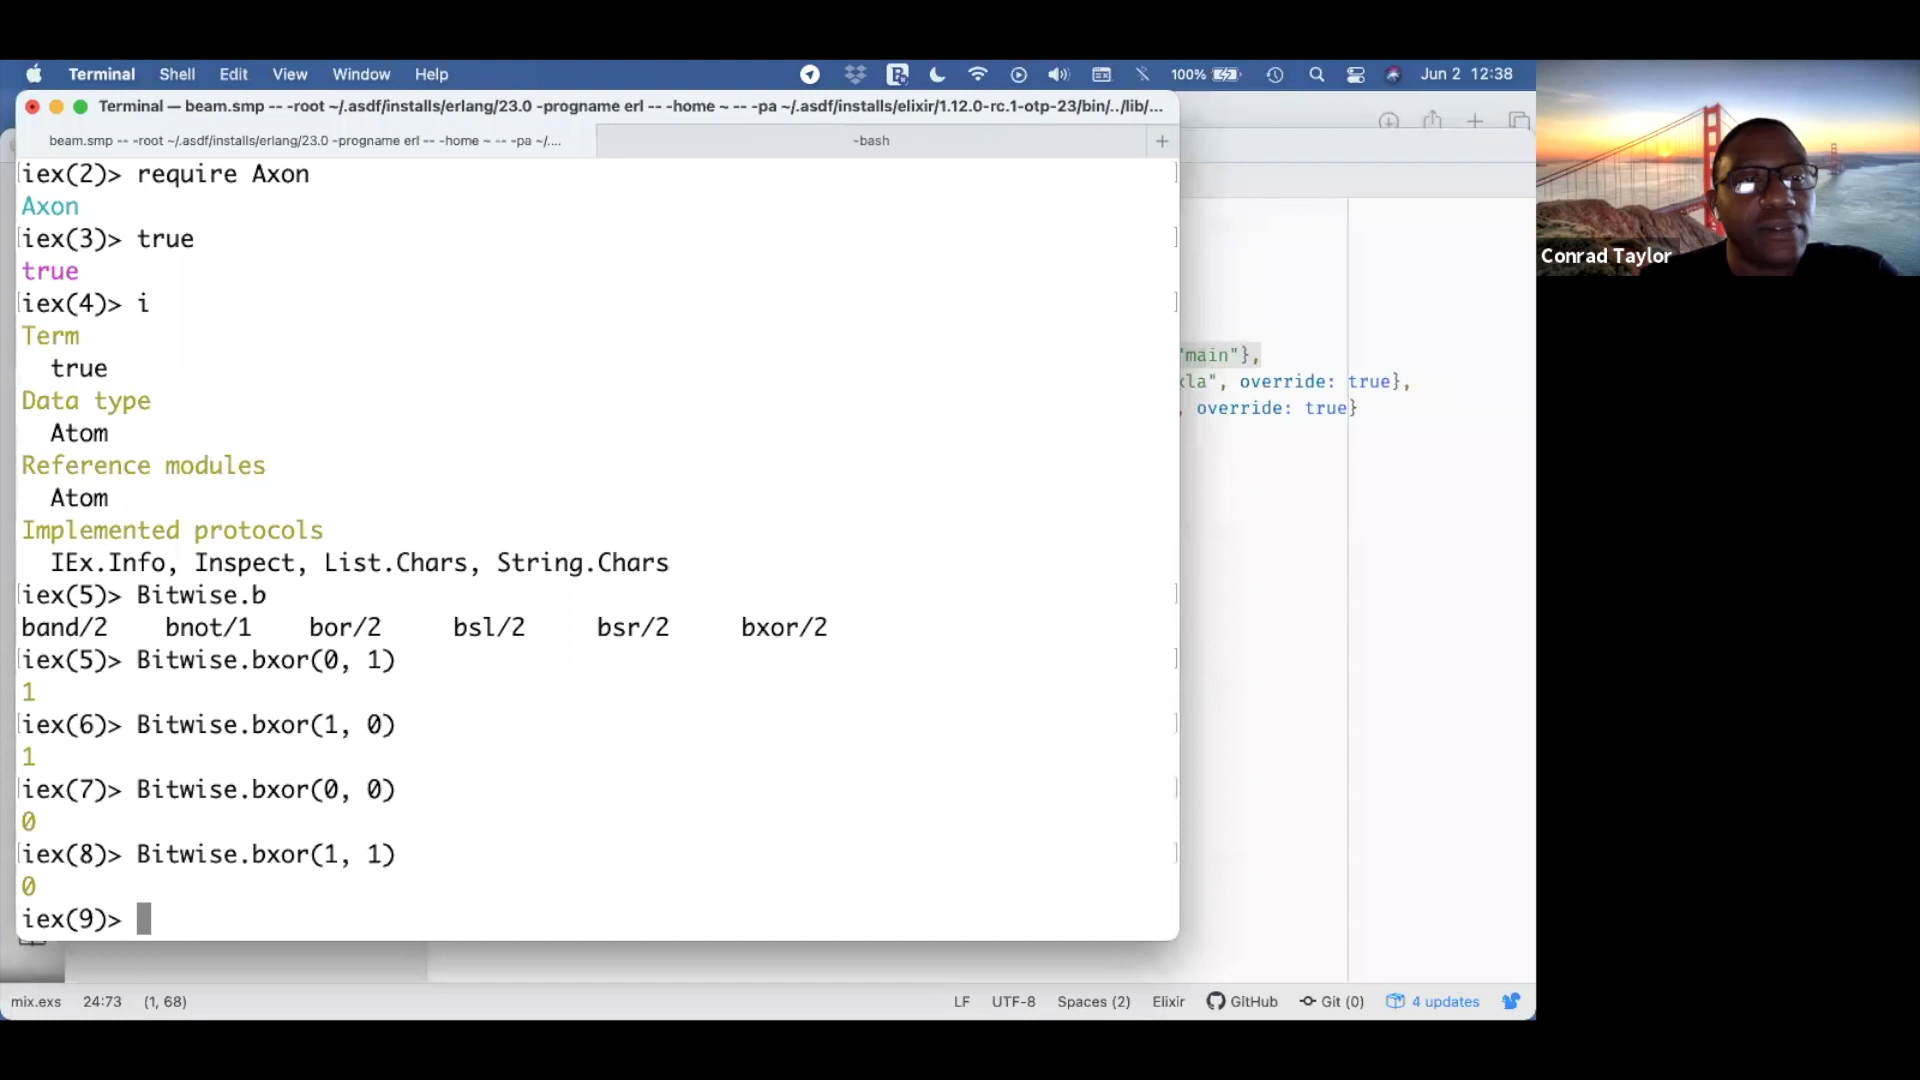 Terminal Shell Edit View Window Help 100% Jun 2 12:38
Terminal — beam.smp -- -root ~/.asdf/installs/erlang/23.0 -progname erl -- -home ~ -- -pa ~/.asdf/installs/elixir/1.12.0-rc.1-otp-23/bin/../lib/...
beam.smp -- -root ~/.asdf/installs/erlang/23.0 -progname erl -- -home ~ -- -pa ~/....
-bash
iex(2)> require Axon
Axon
iex(3)> true
true
iex(4)> i
Term
true
Data type
Atom
Reference modules
Atom
Implemented protocols
IEx.Info, Inspect, List.Chars, String.Chars
iex(5)> Bitwise.b
band/2 bnot/1 bor/2 bsl/2 bsr/2 bxor/2
iex(5)> Bitwise.bxor(0, 1)
1
iex(6)> Bitwise.bxor(1, 0)
1
iex(7)> Bitwise.bxor(0, 0)
0
iex(8)> Bitwise.bxor(1, 1)
0
iex(9)>
"main"},
xla", override: true},
, override: true}
Conrad Taylor
mix.exs 24:73 (1, 68) LF UTF-8 Spaces (2) Elixir GitHub Git (0) 4 updates